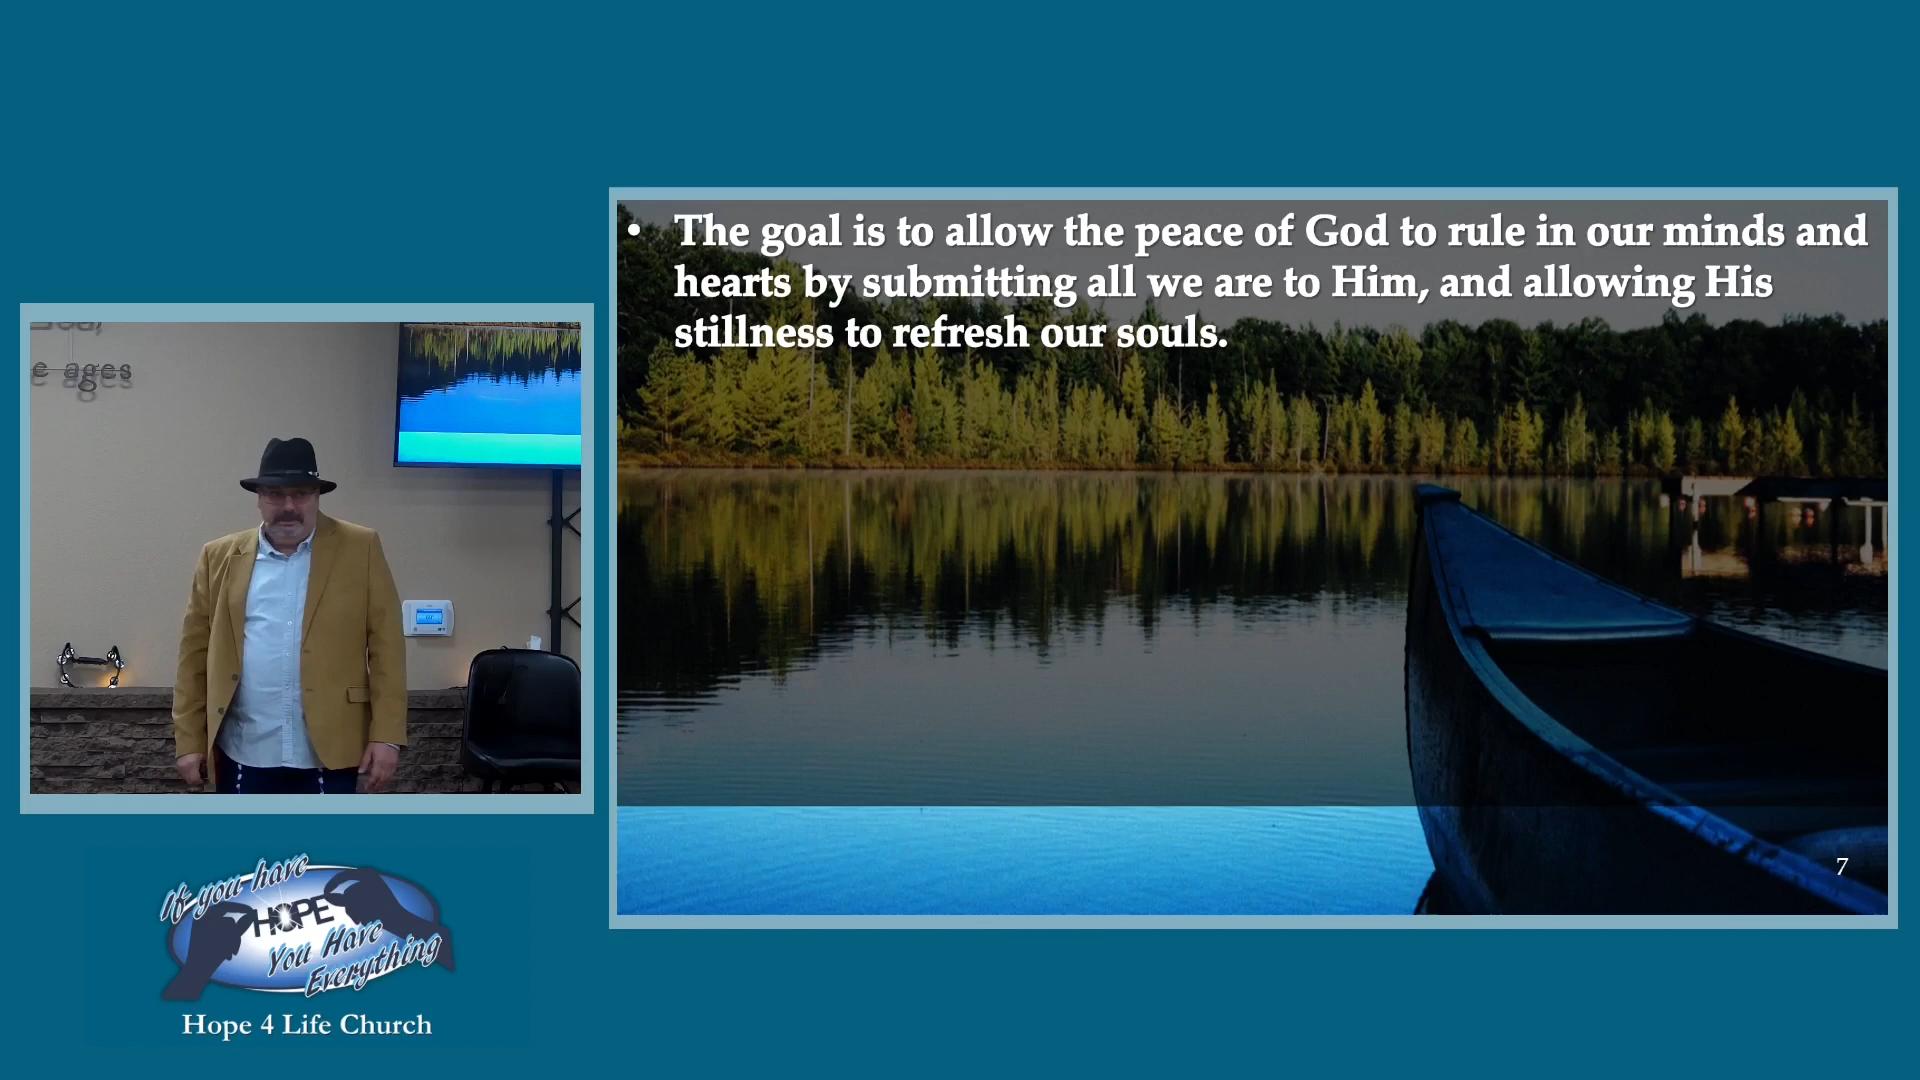 • The goal is to allow the peace of God to rule in our minds and
hearts by submitting all we are to Him, and allowing His
stillness to refresh our souls.
7
e ages
If you have
HOPE
You Have
Everything
Hope 4 Life Church